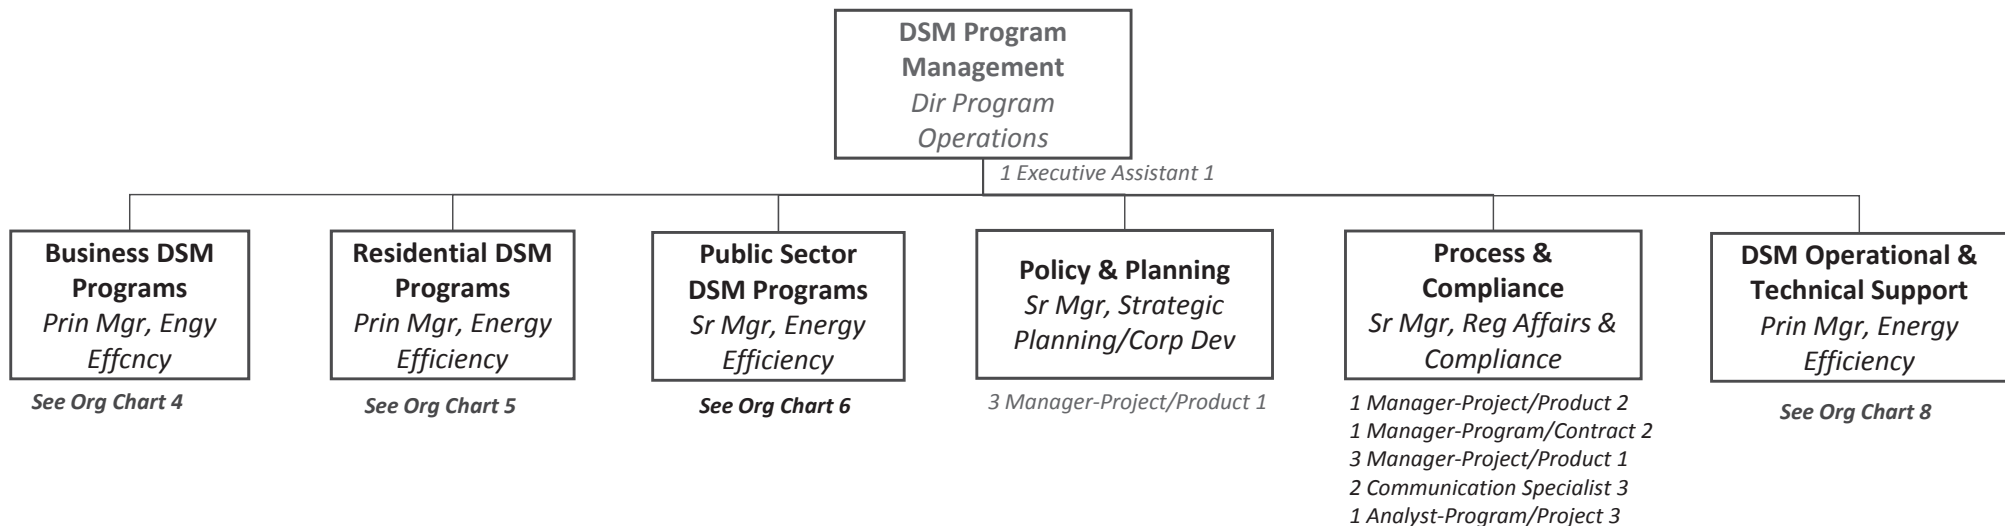 DSM Program
Management
Dir Program
Operations
1 Executive Assistant 1
Business DSM
Programs
Prin Mgr, Engy
Effcncy
See Org Chart 4
Residential DSM
Programs
Prin Mgr, Energy
Efficiency
See Org Chart 5
Public Sector
DSM Programs
Sr Mgr, Energy
Efficiency
See Org Chart 6
Policy & Planning
Sr Mgr, Strategic
Planning/Corp Dev
3 Manager-Project/Product 1
Process &
Compliance
Sr Mgr, Reg Affairs &
Compliance
1 Manager-Project/Product 2
1 Manager-Program/Contract 2
3 Manager-Project/Product 1
2 Communication Specialist 3
1 Analyst-Program/Project 3
DSM Operational &
Technical Support
Prin Mgr, Energy
Efficiency
See Org Chart 8